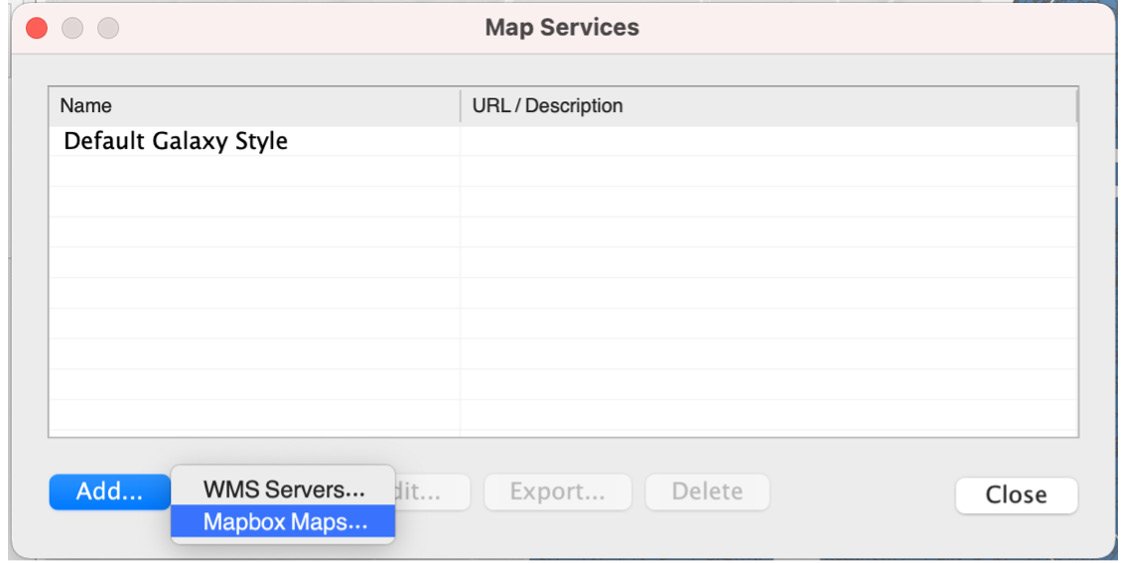 Map Services
Name URL / Description
Default Galaxy Style
Add... WMS Servers... dit... Export... Delete Close
Mapbox Maps...